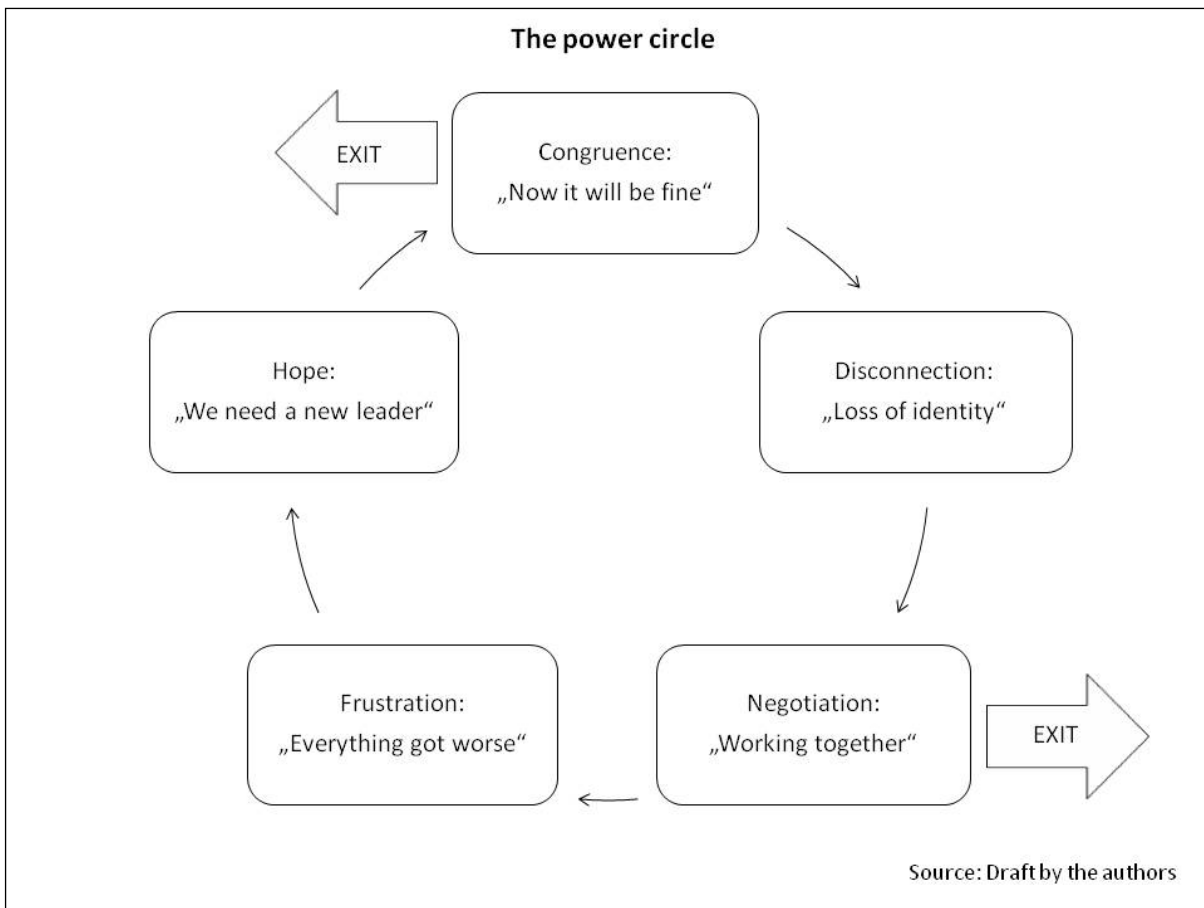 The power circle
EXIT
Congruence:
„Now it will be fine“
Hope:
„We need a new leader“
Disconnection:
„Loss of identity“
Frustration:
„Everything got worse“
Negotiation:
„Working together“
EXIT
Source: Draft by the authors